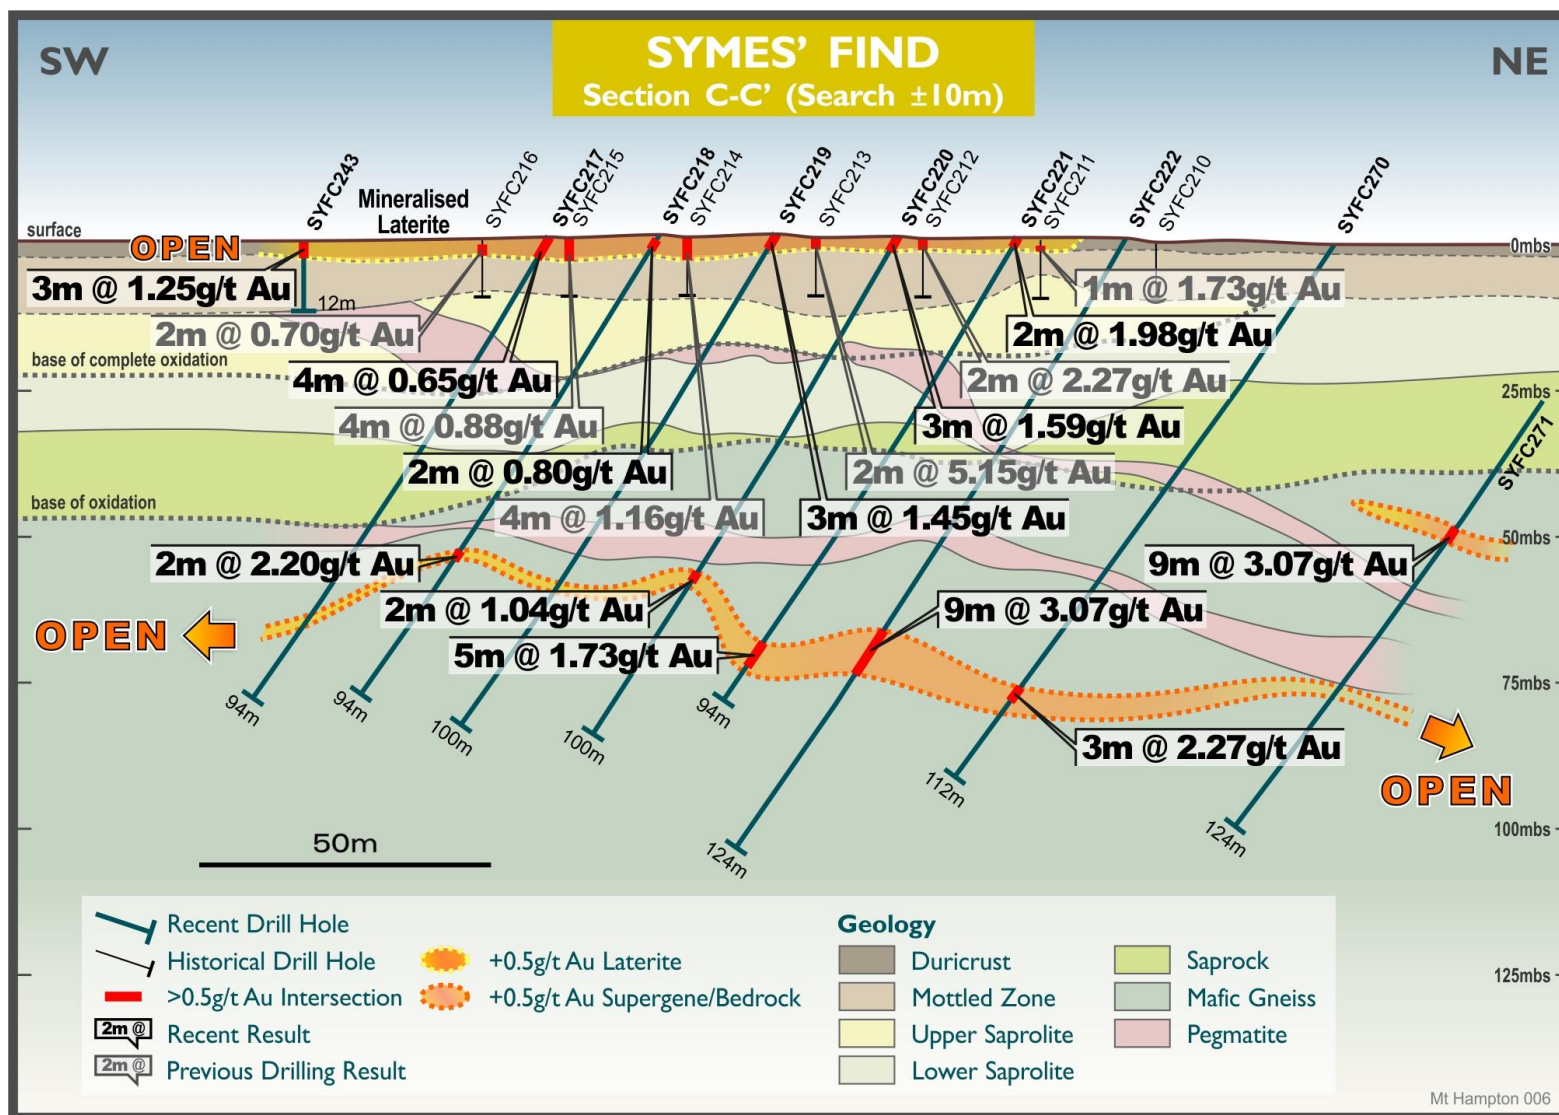 SYMES' FIND
Section C-C' (Search ±10m)
SW
NE
SYFC243
Mineralised
Laterite
SYFC216
SYFC217
SYFC215
SYFC218
SYFC214
SYFC219
SYFC213
SYFC220
SYFC212
SYFC221
SYFC211
SYFC222
SYFC210
SYFC270
surface
OPEN
0mbs
3m @ 1.25g/t Au
12m
1m @ 1.73g/t Au
2m @ 0.70g/t Au
2m @ 1.98g/t Au
base of complete oxidation
4m @ 0.65g/t Au
2m @ 2.27g/t Au
25mbs
4m @ 0.88g/t Au
3m @ 1.59g/t Au
SYFC271
2m @ 0.80g/t Au
2m @ 5.15g/t Au
base of oxidation
4m @ 1.16g/t Au
3m @ 1.45g/t Au
50mbs
2m @ 2.20g/t Au
9m @ 3.07g/t Au
2m @ 1.04g/t Au
9m @ 3.07g/t Au
OPEN
5m @ 1.73g/t Au
75mbs
94m
94m
100m
100m
94m
3m @ 2.27g/t Au
112m
OPEN
124m
124m
100mbs
50m
125mbs
Recent Drill Hole
Historical Drill Hole
>0.5g/t Au Intersection
2m @
Recent Result
2m @
Previous Drilling Result
+0.5g/t Au Laterite
+0.5g/t Au Supergene/Bedrock
Geology
Duricrust
Mottled Zone
Upper Saprolite
Lower Saprolite
Saprock
Mafic Gneiss
Pegmatite
Mt Hampton 006